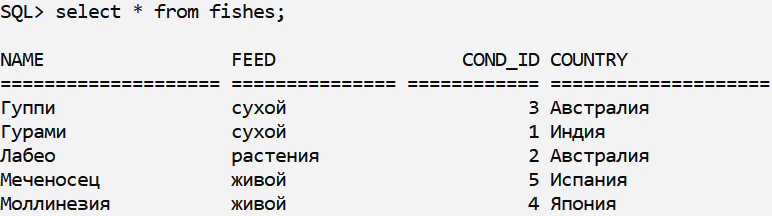 SQL> select * from fishes;
NAME FEED COND_ID COUNTRY
==================== =============== ============ ====================
Гуппи сухой 3 Австралия
Гурами сухой 1 Индия
Лабео растения 2 Австралия
Меченосец живой 5 Испания
Моллинезия живой 4 Япония